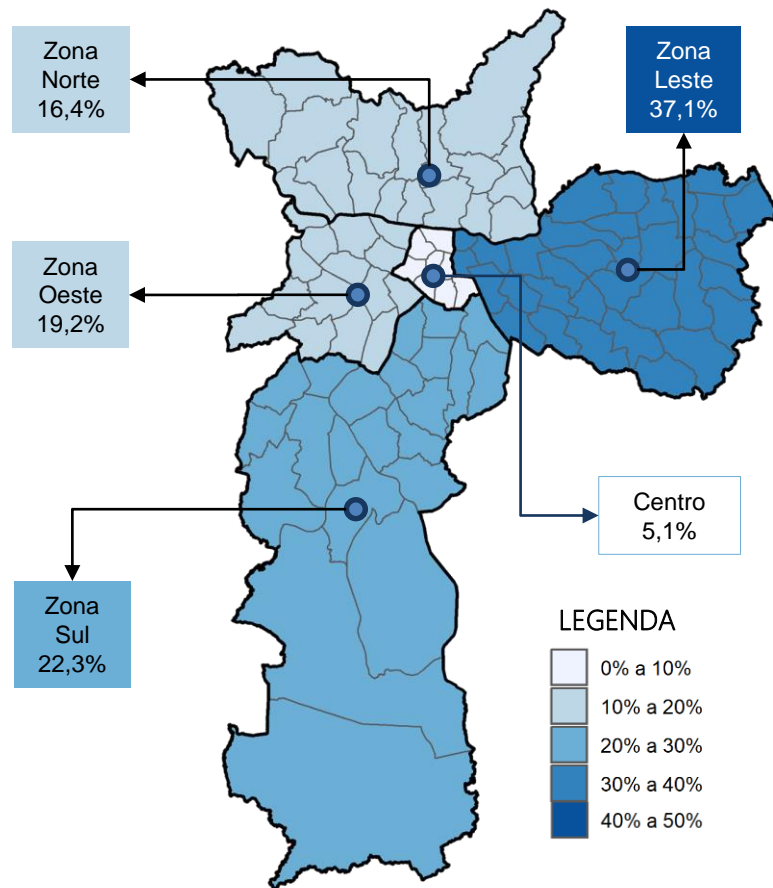 Zona
Norte
16,4%
Zona
Leste
37,1%
Zona
Oeste
19,2%
Centro
5,1%
Zona
Sul
22,3%
LEGENDA
0% a 10%
10% a 20%
20% a 30%
30% a 40%
40% a 50%